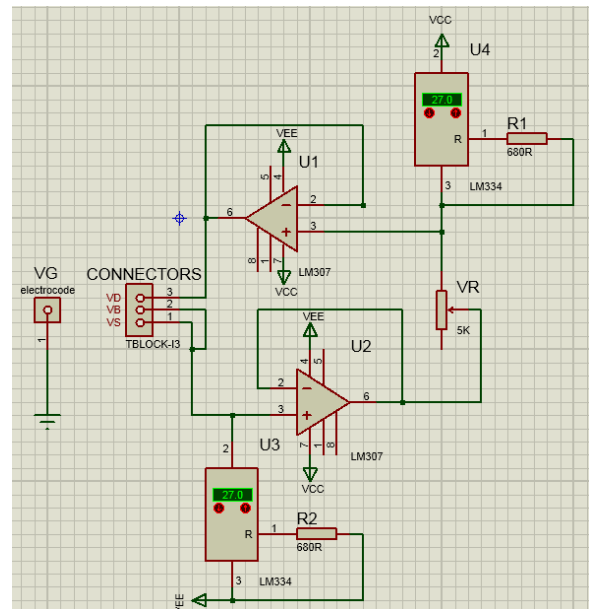 VCC
2
U4
27.0
R
1
R1
680R
3
LM334
VEE
U1
5
4
2
6
3
8
1
7
LM307
VCC
VG
electrocode
1
CONNECTORS
VD
3
VB
2
VS
1
TBLOCK-I3
VR
5K
VEE
U2
4
5
2
6
3
7
1
8
LM307
VCC
U3
2
27.0
R
1
R2
680R
3
LM334
VEE